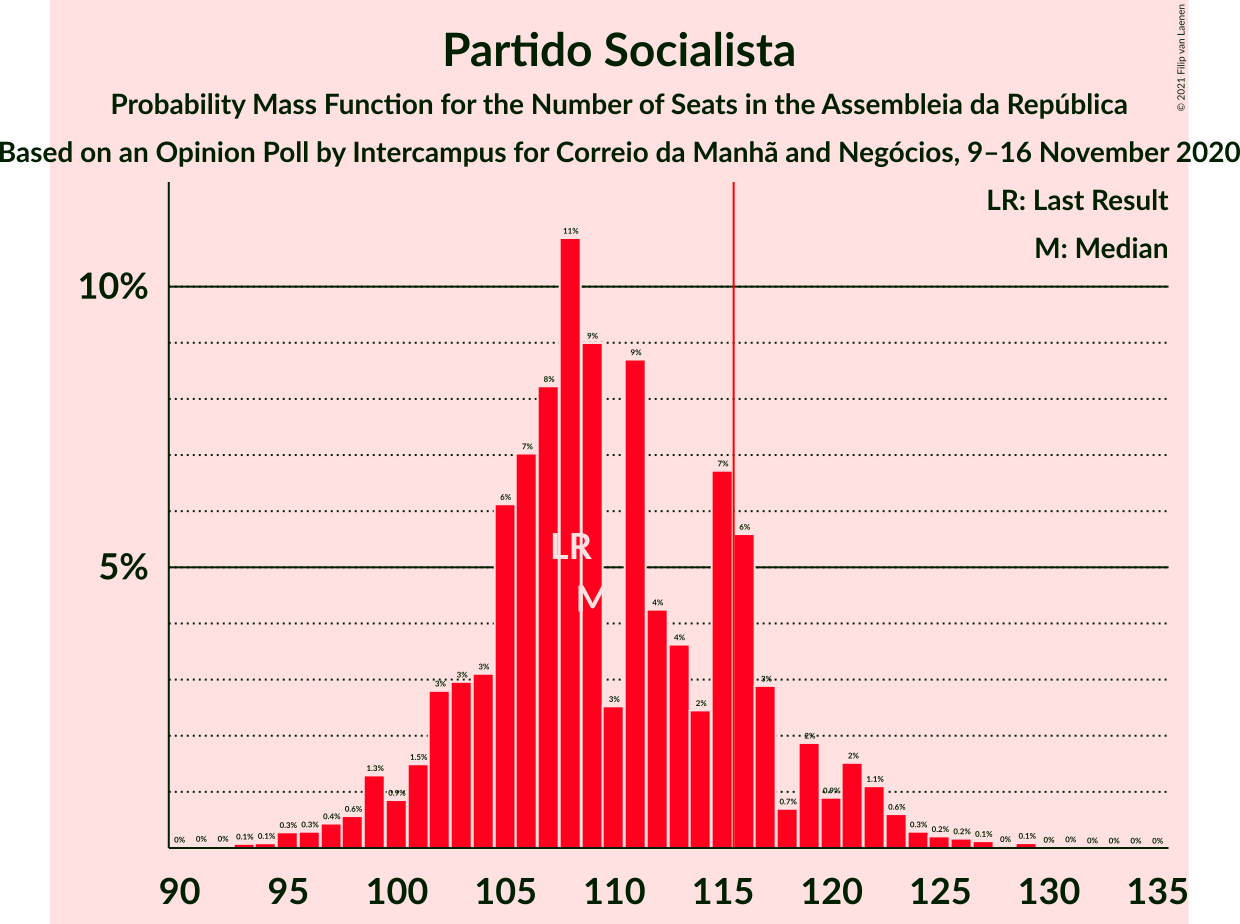 Partido Socialista
Probability Mass Function for the Number of Seats in the Assembleia da República
Based on an Opinion Poll by Intercampus for Correio da Manhã and Negócios, 9–16 November 2020
© 2021 Filip van Laenen
LR: Last Result
M: Median
10%
5%
0% 0% 0% 0.1% 0.1% 0.3% 0.3% 0.4% 0.6% 1.3% 0.9% 1.5% 3% 3% 3% 6% 7% 8% 11% 9% 3% 9% 4% 4% 2% 7% 6% 3% 0.7% 2% 0.9% 2% 1.1% 0.6% 0.3% 0.2% 0.2% 0.1% 0% 0.1% 0% 0% 0% 0% 0% 0%
LR
M
90 95 100 105 110 115 120 125 130 135